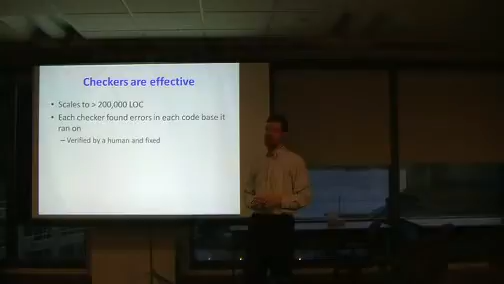 Checkers are effective
• Scales to > 200,000 LOC
• Each checker found errors in each code base it
ran on
– Verified by a human and fixed